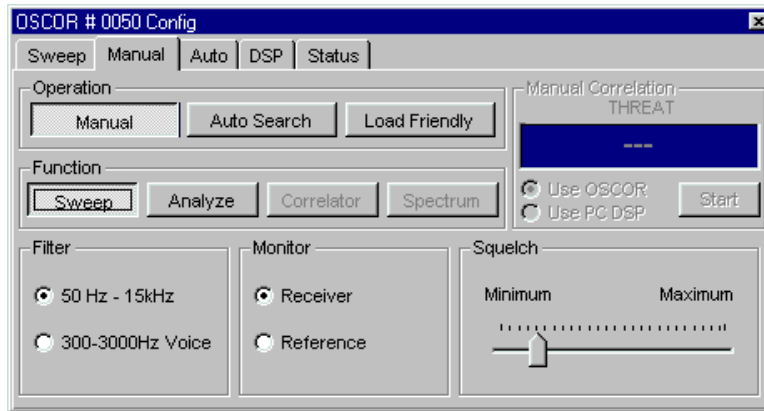 OSCOR # 0050 Config
Sweep Manual Auto DSP Status
Operation
Manual Auto Search Load Friendly
Manual Correlation
THREAT
---
Use OSCOR
Use PC DSP
Start
Function
Sweep Analyze Correlator Spectrum
Filter
50 Hz - 15kHz
300-3000Hz Voice
Monitor
Receiver
Reference
Squelch
Minimum Maximum